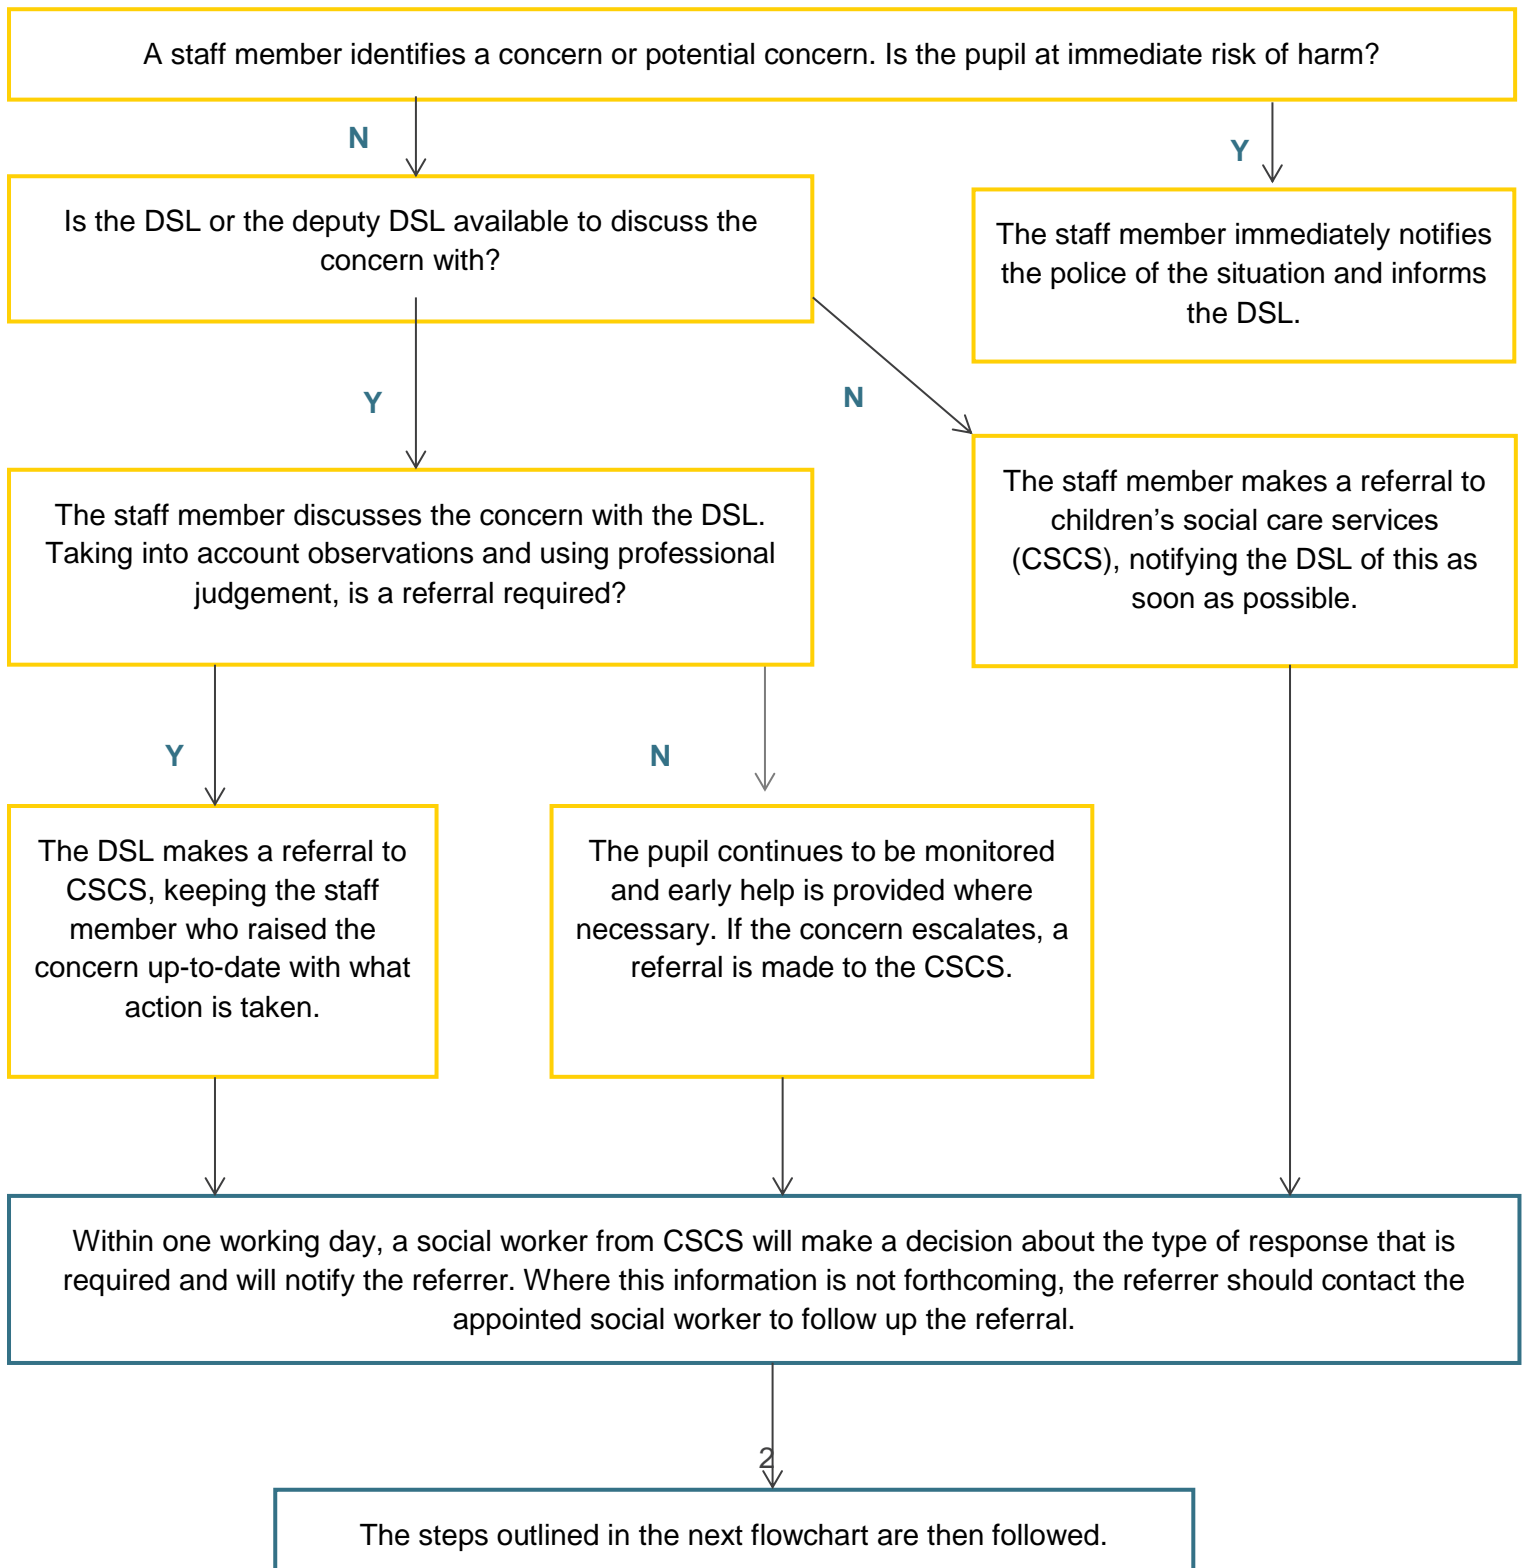 A staff member identifies a concern or potential concern. Is the pupil at immediate risk of harm?
N
Y
Is the DSL or the deputy DSL available to discuss the
concern with?
The staff member immediately notifies
the police of the situation and informs
the DSL.
Y
N
The staff member discusses the concern with the DSL.
Taking into account observations and using professional
judgement, is a referral required?
The staff member makes a referral to
children’s social care services
(CSCS), notifying the DSL of this as
soon as possible.
Y
N
The DSL makes a referral to
CSCS, keeping the staff
member who raised the
concern up-to-date with what
action is taken.
The pupil continues to be monitored
and early help is provided where
necessary. If the concern escalates, a
referral is made to the CSCS.
Within one working day, a social worker from CSCS will make a decision about the type of response that is
required and will notify the referrer. Where this information is not forthcoming, the referrer should contact the
appointed social worker to follow up the referral.
2
The steps outlined in the next flowchart are then followed.